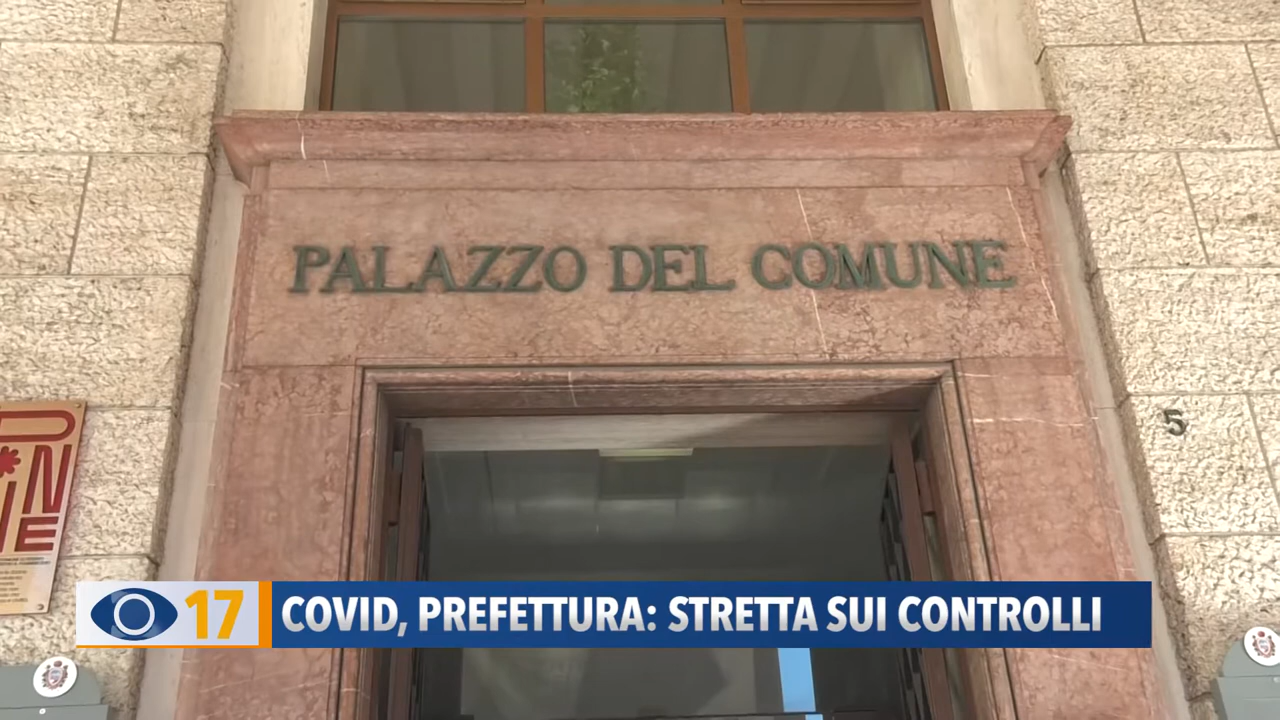 PALAZZO DEL COMUNE
5
17 COVID, PREFETTURA: STRETTA SUI CONTROLLI